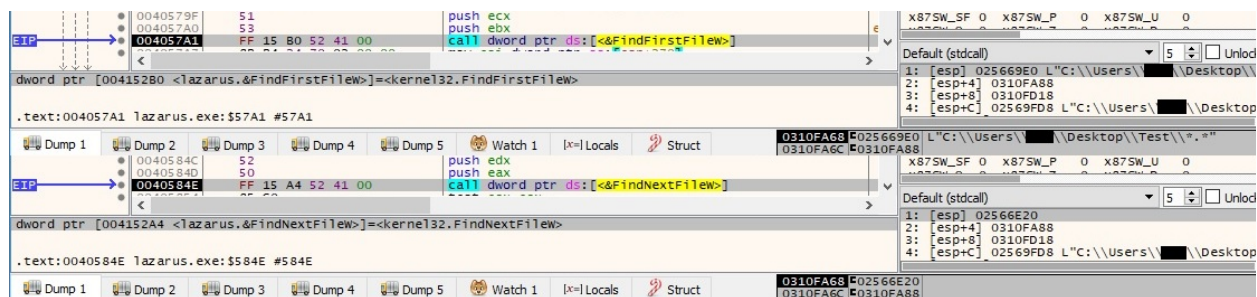 0040579F 51 push ecx
004057A0 53 push ebx
EIP 004057A1 FF 15 B0 52 41 00 call dword ptr ds:[<&FindFirstFileW>]
dword ptr [004152B0 <lazarus.&FindFirstFileW>]=<kernel32.FindFirstFileW>
.text:004057A1 lazarus.exe:$57A1 #57A1
x87SW_SF 0 x87SW_P 0 x87SW_U 0
Default (stdcall) 5 Unlock
1: [esp] 025669E0 L"C:\\Users\\ \\Desktop\\
2: [esp+4] 0310FA88
3: [esp+8] 0310FD18
4: [esp+C] 02569FD8 L"C:\\Users\\ \\Desktop
Dump 1 Dump 2 Dump 3 Dump 4 Dump 5 Watch 1 [x=] Locals Struct
0310FA68 025669E0 L"C:\\Users\\ \\Desktop\\Test\\*.*"
0310FA6C 0310FA88
0040584C 52 push edx
0040584D 50 push eax
EIP 0040584E FF 15 A4 52 41 00 call dword ptr ds:[<&FindNextFileW>]
dword ptr [004152A4 <lazarus.&FindNextFileW>]=<kernel32.FindNextFileW>
.text:0040584E lazarus.exe:$584E #584E
x87SW_SF 0 x87SW_P 0 x87SW_U 0
Default (stdcall) 5 Unlock
1: [esp] 02566E20
2: [esp+4] 0310FA88
3: [esp+8] 0310FD18
4: [esp+C] 02569FD8 L"C:\\Users\\ \\Desktop
Dump 1 Dump 2 Dump 3 Dump 4 Dump 5 Watch 1 [x=] Locals Struct
0310FA68 02566E20
0310FA6C 0310FA88